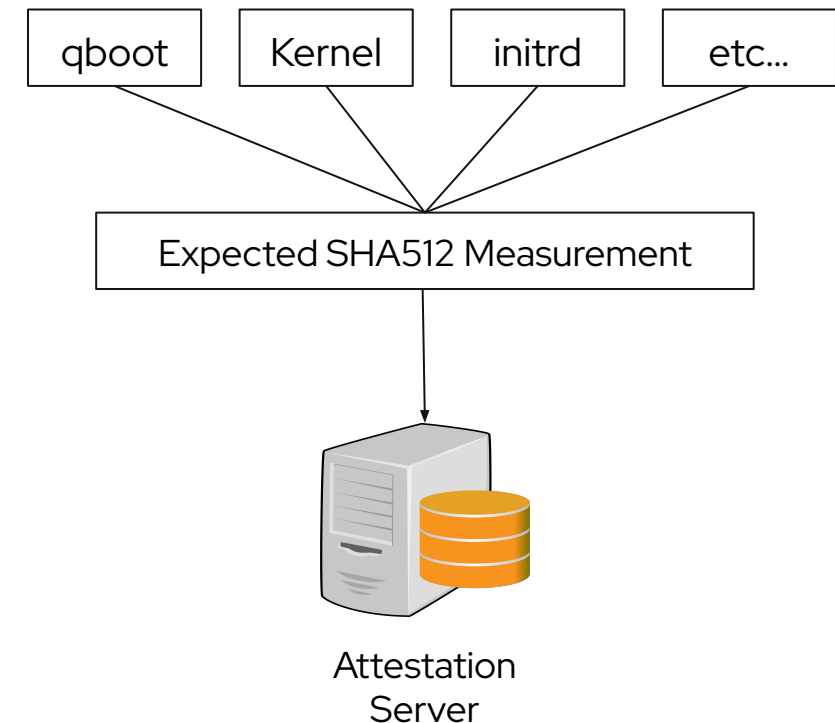 qboot
Kernel
initrd
etc...
Expected SHA512 Measurement
Attestation
Server